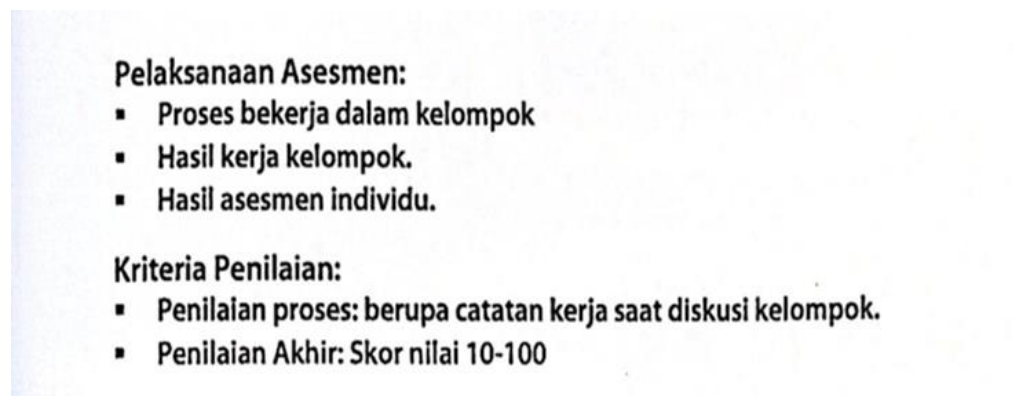 Pelaksanaan Asesmen:
▪ Proses bekerja dalam kelompok
▪ Hasil kerja kelompok.
▪ Hasil asesmen individu.
Kriteria Penilaian:
▪ Penilaian proses: berupa catatan kerja saat diskusi kelompok.
▪ Penilaian Akhir: Skor nilai 10-100